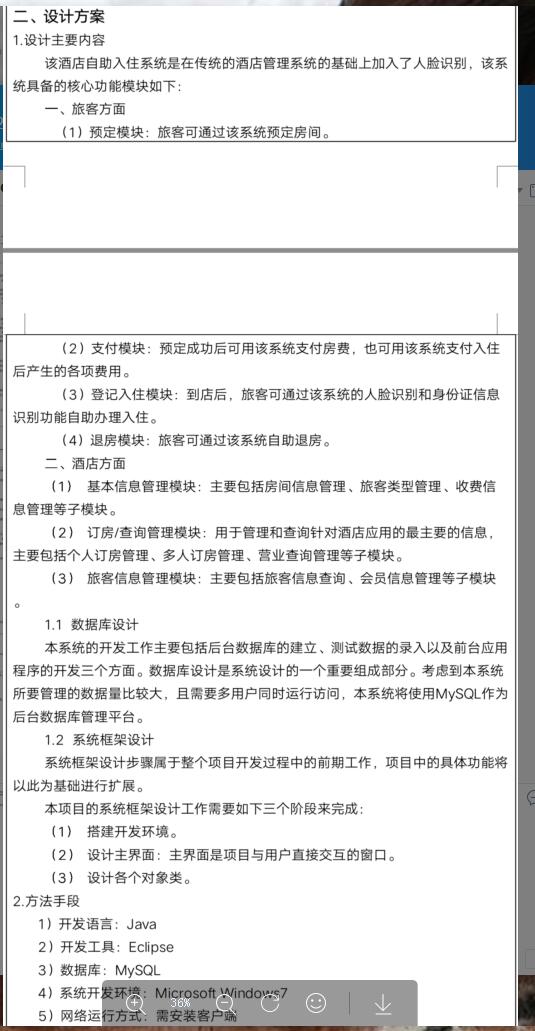 二、设计方案
1.设计主要内容
该酒店自助入住系统是在传统的酒店管理系统的基础上加入了人脸识别，该系
统具备的核心功能模块如下：
一、旅客方面
（1）预定模块：旅客可通过该系统预定房间。
（2）支付模块：预定成功后可用该系统支付房费，也可用该系统支付入住
后产生的各项费用。
（3）登记入住模块：到店后，旅客可通过该系统的人脸识别和身份证信息
识别功能自助办理入住。
（4）退房模块：旅客可通过该系统自助退房。
二、酒店方面
（1） 基本信息管理模块：主要包括房间信息管理、旅客类型管理、收费信
息管理等子模块。
（2） 订房/查询管理模块：用于管理和查询针对酒店应用的最主要的信息，
主要包括个人订房管理、多人订房管理、营业查询管理等子模块。
（3） 旅客信息管理模块：主要包括旅客信息查询、会员信息管理等子模块
。
1.1 数据库设计
本系统的开发工作主要包括后台数据库的建立、测试数据的录入以及前台应用
程序的开发三个方面。数据库设计是系统设计的一个重要组成部分。考虑到本系统
所要管理的数据量比较大，且需要多用户同时运行访问，本系统将使用MySQL作为
后台数据库管理平台。
1.2 系统框架设计
系统框架设计步骤属于整个项目开发过程中的前期工作，项目中的具体功能将
以此为基础进行扩展。
本项目的系统框架设计工作需要如下三个阶段来完成：
（1） 搭建开发环境。
（2） 设计主界面：主界面是项目与用户直接交互的窗口。
（3） 设计各个对象类。
2.方法手段
1）开发语言：Java
2）开发工具：Eclipse
3）数据库：MySQL
4）系统开发环境：Microsoft Windows7
36%
5）网络运行方式：需安装客户端